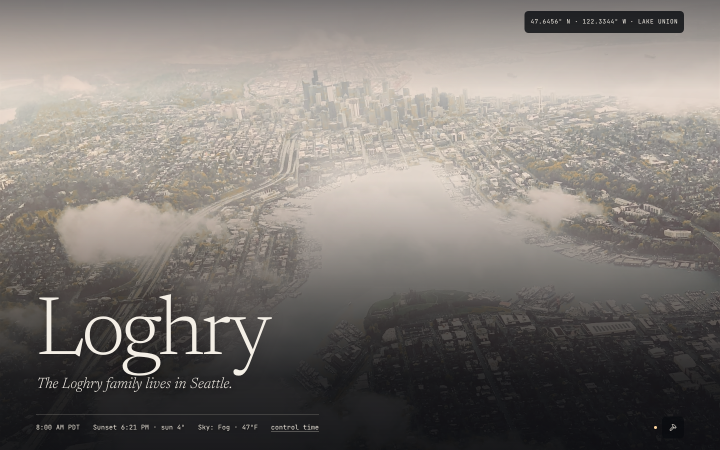 47.6456° N · 122.3344° W · LAKE UNION
Loghry
The Loghry family lives in Seattle.
8:00 AM PDT Sunset 6:21 PM · sun 4° Sky: Fog · 47°F control time